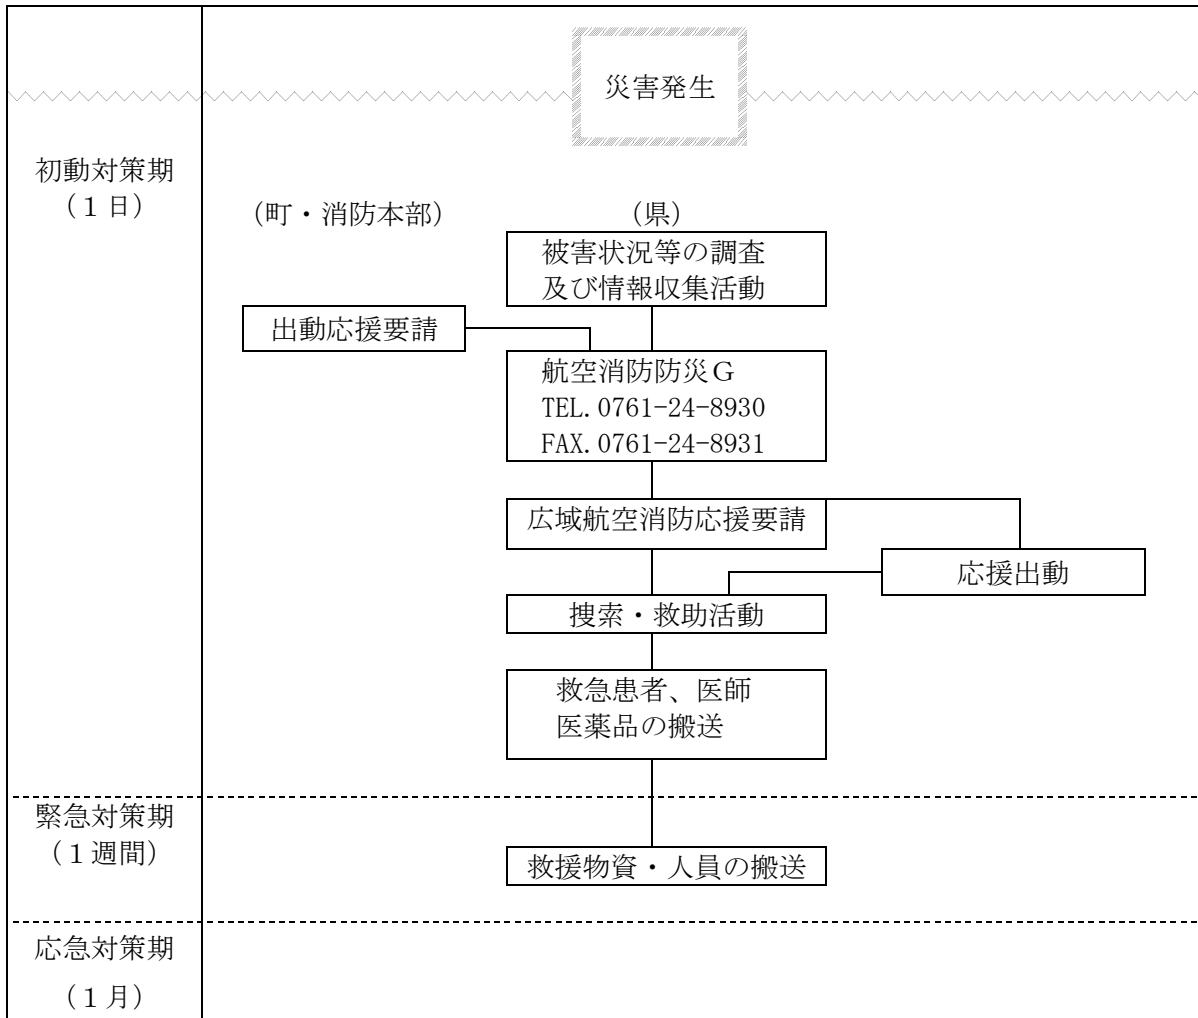 災害発生
初動対策期
（１日）
（町・消防本部）
（県）
被害状況等の調査
及び情報収集活動
出動応援要請
航空消防防災Ｇ
TEL.0761-24-8930
FAX.0761-24-8931
広域航空消防応援要請
応援出動
捜索・救助活動
救急患者、医師
医薬品の搬送
緊急対策期
（１週間）
救援物資・人員の搬送
応急対策期
（１月）